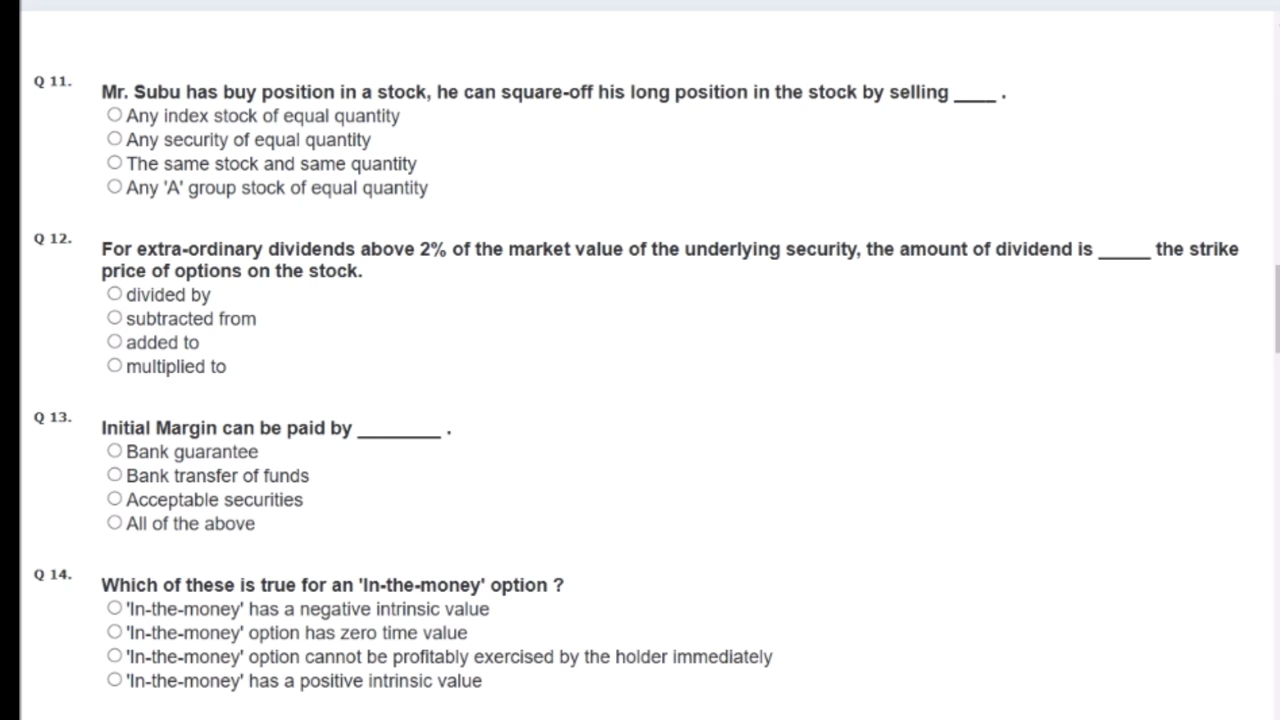 Q 11.
Mr. Subu has buy position in a stock, he can square-off his long position in the stock by selling ____ .
Any index stock of equal quantity
Any security of equal quantity
The same stock and same quantity
Any 'A' group stock of equal quantity
Q 12.
For extra-ordinary dividends above 2% of the market value of the underlying security, the amount of dividend is _____ the strike
price of options on the stock.
divided by
subtracted from
added to
multiplied to
Q 13.
Initial Margin can be paid by ________ .
Bank guarantee
Bank transfer of funds
Acceptable securities
All of the above
Q 14.
Which of these is true for an 'In-the-money' option ?
'In-the-money' has a negative intrinsic value
'In-the-money' option has zero time value
'In-the-money' option cannot be profitably exercised by the holder immediately
'In-the-money' has a positive intrinsic value